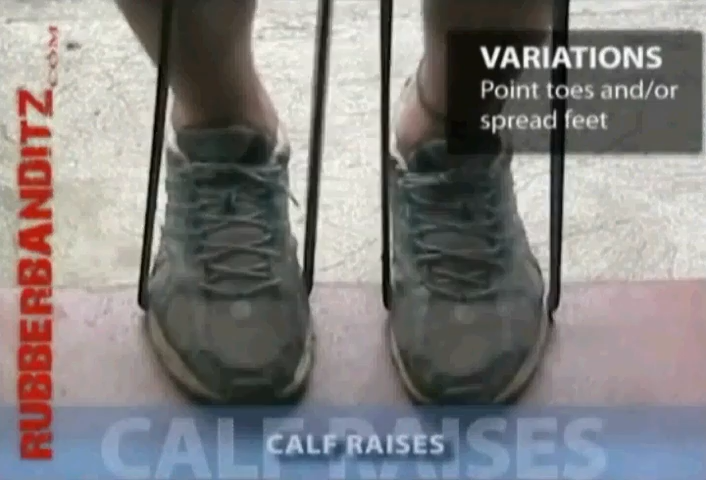 RUBBERBANDITZ.COM
VARIATIONS
Point toes and/or
spread feet
CALF RAISES
CALF RAISES